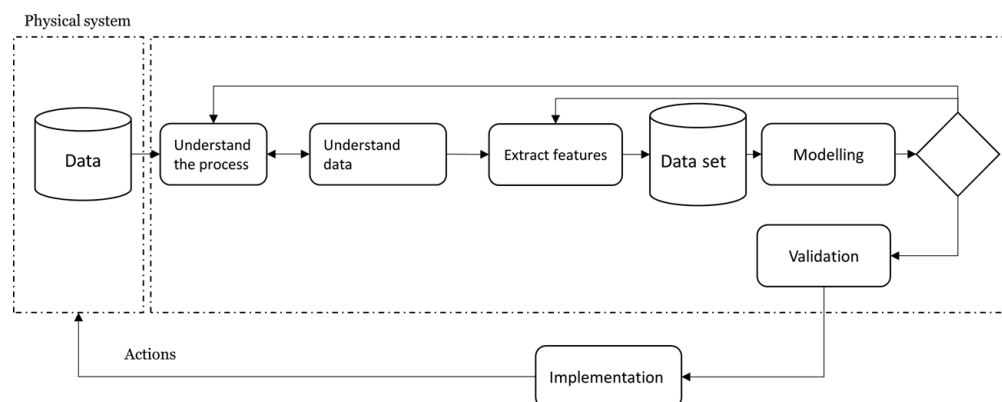 Physical system
Data
Understand
the process
Understand
data
Extract features
Data set
Modelling
Validation
Actions
Implementation